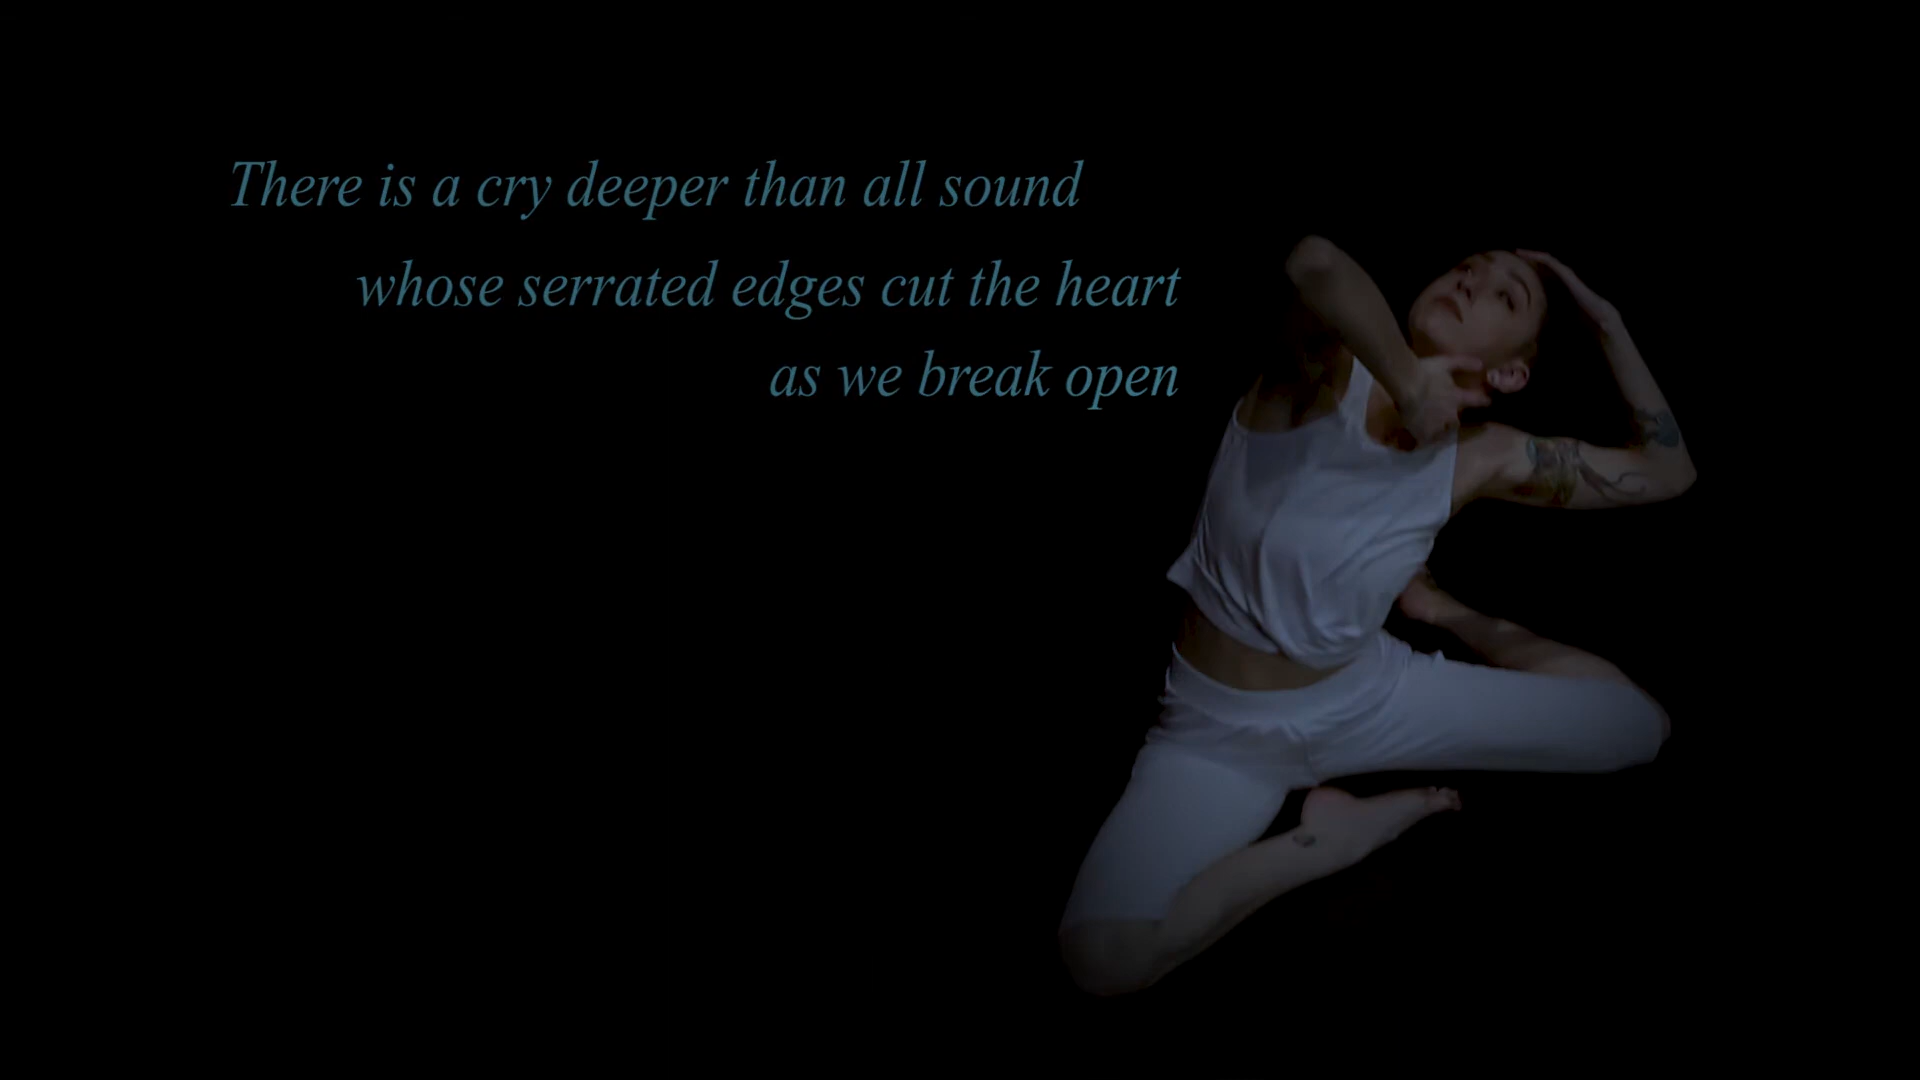 There is a cry deeper than all sound
whose serrated edges cut the heart
as we break open